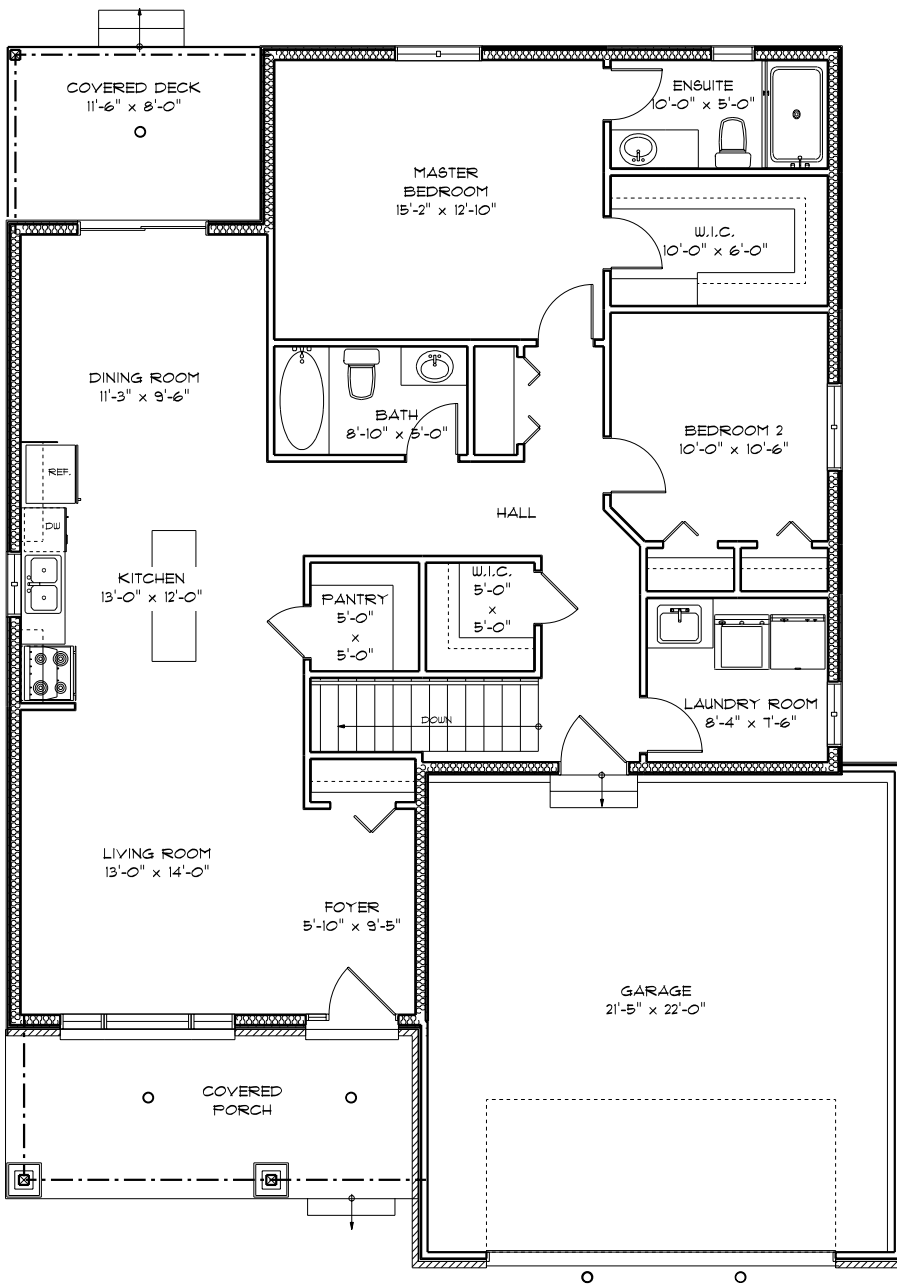 COVERED DECK
11'-6" x 8'-0"
ENSUITE
10'-0" x 5'-0"
MASTER
BEDROOM
15'-2" x 12'-10"
W.I.C.
10'-0" x 6'-0"
DINING ROOM
11'-3" x 9'-6"
BATH
8'-10" x 5'-0"
BEDROOM 2
10'-0" x 10'-6"
REF.
DW
HALL
KITCHEN
13'-0" x 12'-0"
PANTRY
5'-0"
x
5'-0"
W.I.C.
5'-0"
x
5'-0"
LAUNDRY ROOM
8'-4" x 7'-6"
DOWN
LIVING ROOM
13'-0" x 14'-0"
FOYER
5'-10" x 9'-5"
GARAGE
21'-5" x 22'-0"
COVERED
PORCH